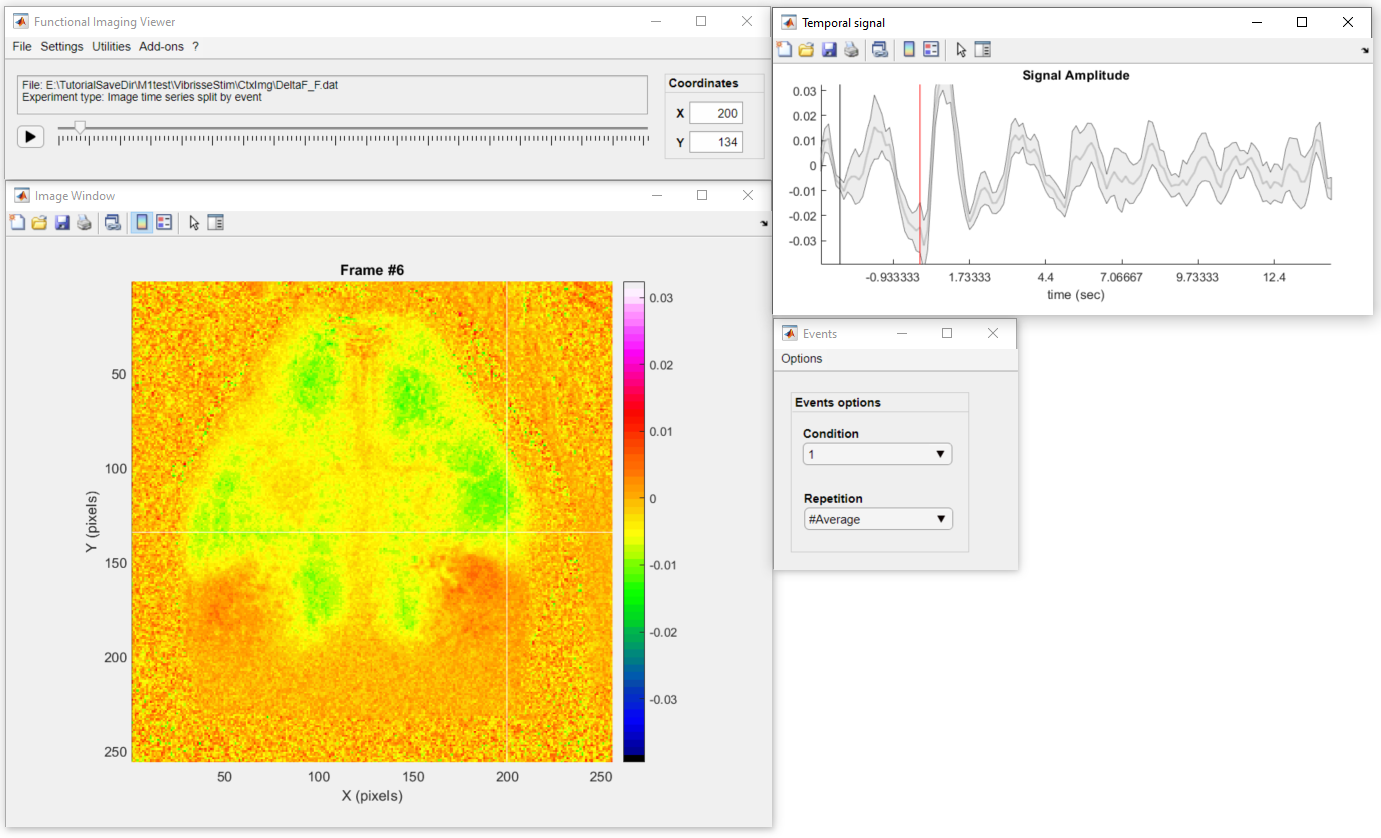 Functional Imaging Viewer
File Settings Utilities Add-ons ?
File: E:\TutorialSaveDir\M1test\VibrisseStim\CtxImg\DeltaF_F.dat
Experiment type: Image time series split by event
Coordinates
X 200
Y 134
Image Window
Frame #6
50
100
150
200
250
Y (pixels)
50 100 150 200 250
X (pixels)
0.03
0.02
0.01
0
-0.01
-0.02
-0.03
Temporal signal
Signal Amplitude
0.03
0.02
0.01
0
-0.01
-0.02
-0.03
-0.933333 1.73333 4.4 7.06667 9.73333 12.4
time (sec)
Events
Options
Events options
Condition
1
Repetition
#Average